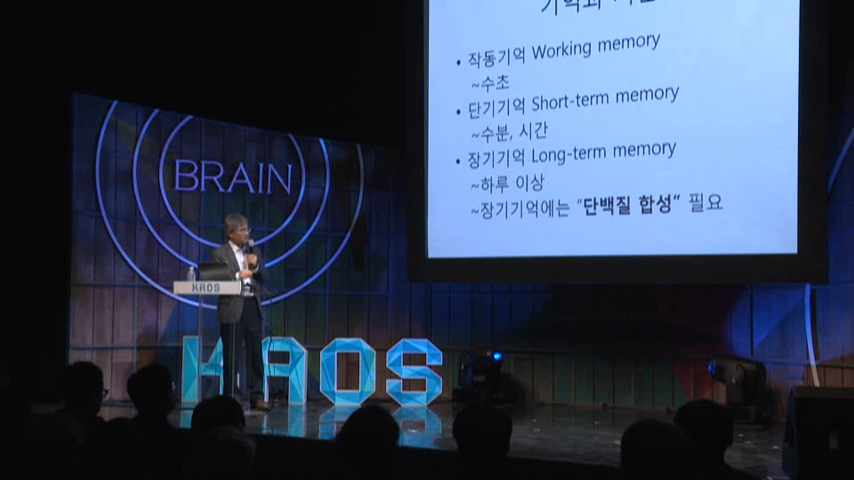 • 작동기억 Working memory
~수초
• 단기기억 Short-term memory
~수분, 시간
• 장기기억 Long-term memory
~하루 이상
~장기기억에는 “단백질 합성” 필요
BRAIN
KAOS
KAOS